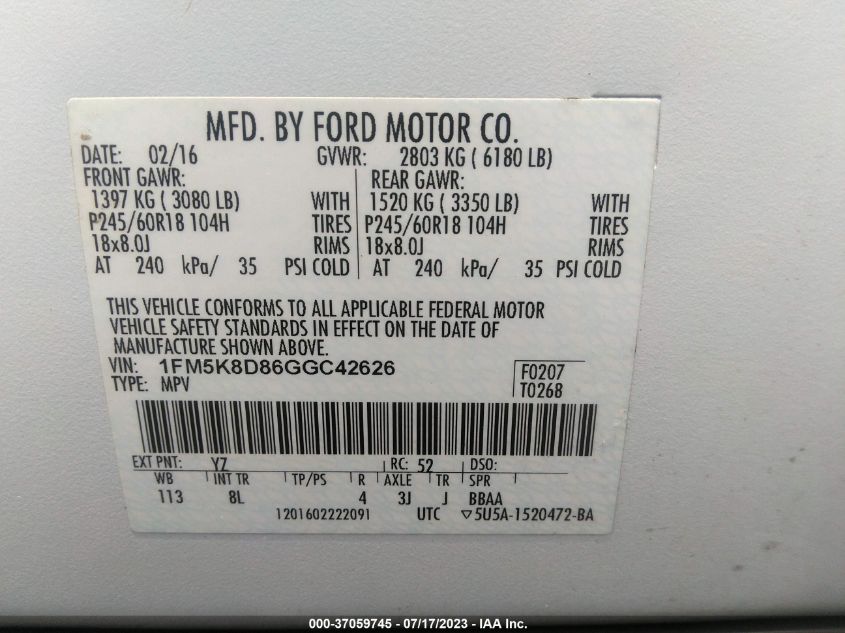 MFD. BY FORD MOTOR CO.
DATE: 02/16 GVWR: 2803 KG ( 6180 LB)
FRONT GAWR: REAR GAWR:
1397 KG ( 3080 LB) WITH 1520 KG ( 3350 LB) WITH
P245/60R18 104H TIRES P245/60R18 104H TIRES
18x8.0J RIMS 18x8.0J RIMS
AT 240 kPa/ 35 PSI COLD AT 240 kPa/ 35 PSI COLD
THIS VEHICLE CONFORMS TO ALL APPLICABLE FEDERAL MOTOR
VEHICLE SAFETY STANDARDS IN EFFECT ON THE DATE OF
MANUFACTURE SHOWN ABOVE.
VIN: 1FM5K8D86GGC42626 F0207
TYPE: MPV T0268
EXT PNT: YZ RC: 52 DSO:
WB INT TR TP/PS R AXLE TR SPR
113 8L 4 3J J BBAA
1201602222091 UTC ▽5U5A-1520472-BA
000-37059745 - 07/17/2023 - IAA Inc.